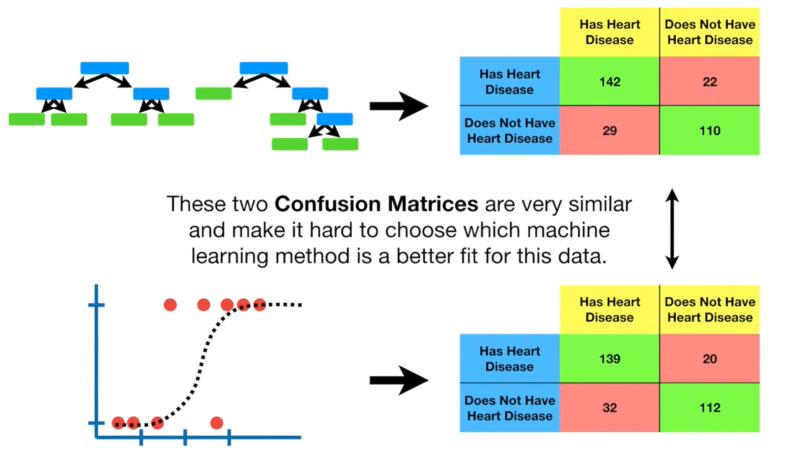 Has Heart
Disease
Does Not Have
Heart Disease
Has Heart
Disease
142
22
Does Not Have
Heart Disease
29
110
These two Confusion Matrices are very similar
and make it hard to choose which machine
learning method is a better fit for this data.
Has Heart
Disease
Does Not Have
Heart Disease
Has Heart
Disease
139
20
Does Not Have
Heart Disease
32
112